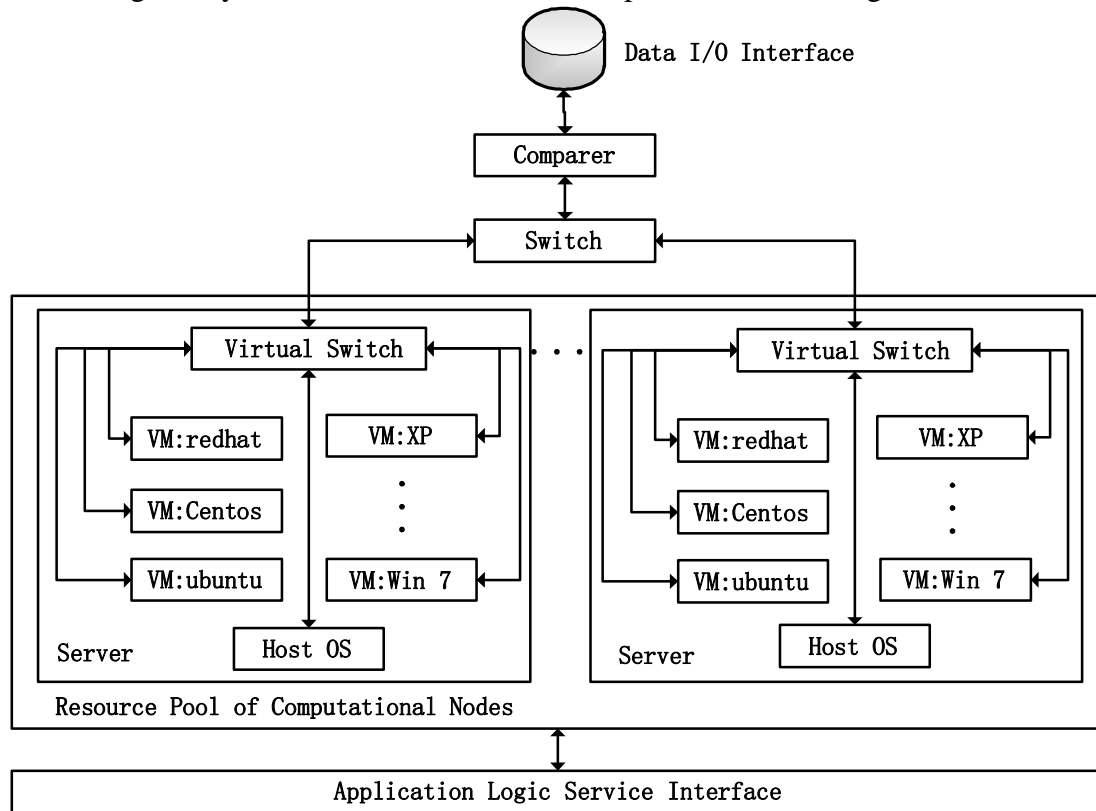 Data I/O Interface
Comparer
Switch
Virtual Switch
VM:redhat
VM:XP
VM:Centos
VM:ubuntu
VM:Win 7
Host OS
Server
Virtual Switch
VM:redhat
VM:XP
VM:Centos
VM:ubuntu
VM:Win 7
Host OS
Server
Resource Pool of Computational Nodes
Application Logic Service Interface